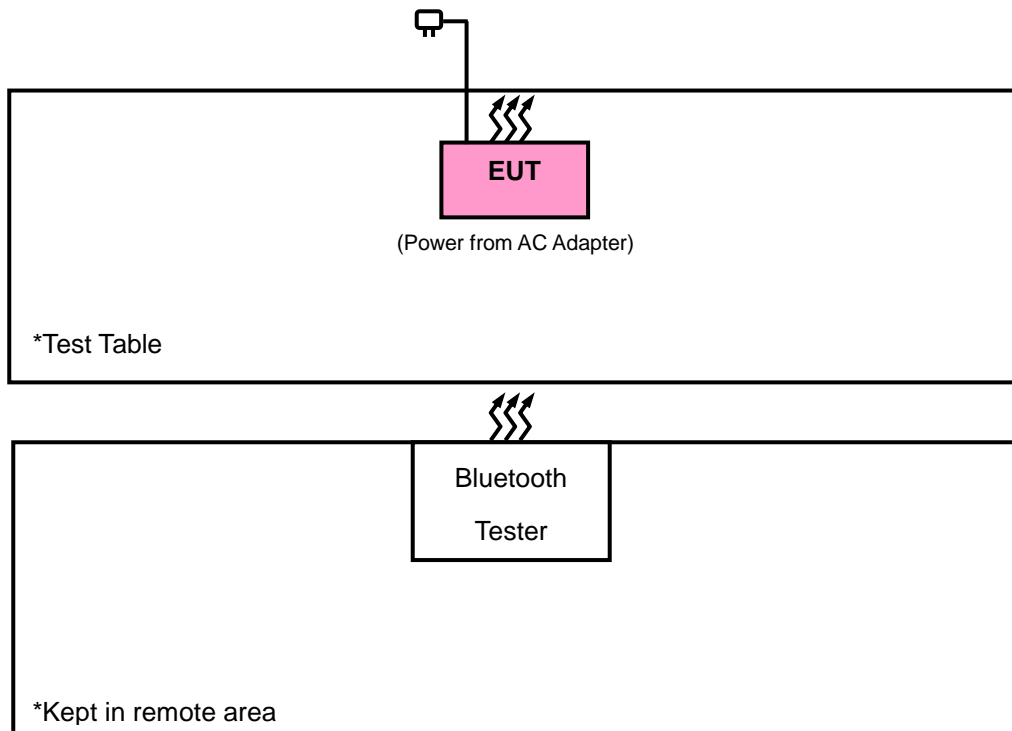 EUT
(Power from AC Adapter)
*Test Table
Bluetooth
Tester
*Kept in remote area